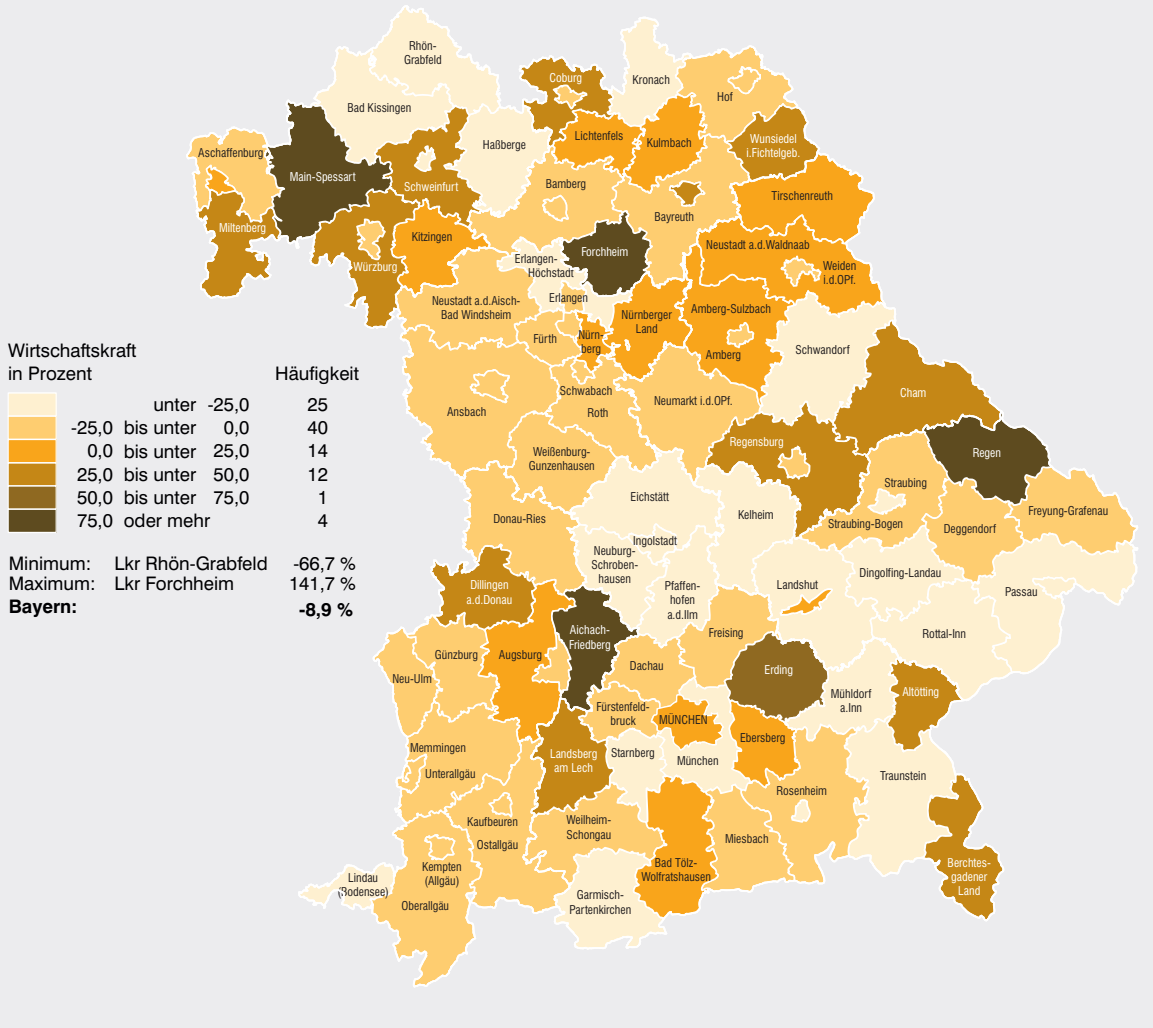 Rhön-
Grabfeld
Coburg
Kronach
Hof
Bad Kissingen
Lichtenfels
Kulmbach
Wunsiedel
i.Fichtelgeb.
Haßberge
Aschaffenburg
Main-Spessart
Schweinfurt
Bamberg
Tirschenreuth
Bayreuth
Miltenberg
Kitzingen
Neustadt a.d.Waldnaab
Forchheim
Würzburg
Erlangen-
Höchstadt
Weiden
i.d.OPf.
Neustadt a.d.Aisch-
Bad Windsheim
Erlangen
Nürnberger
Land
Amberg-Sulzbach
Fürth
Nürn-
berg
Amberg
Schwandorf
Wirtschaftskraft
in Prozent
Häufigkeit
unter -25,0 25
-25,0 bis unter 0,0 40
0,0 bis unter 25,0 14
25,0 bis unter 50,0 12
50,0 bis unter 75,0 1
75,0 oder mehr 4
Minimum: Lkr Rhön-Grabfeld -66,7 %
Maximum: Lkr Forchheim 141,7 %
Bayern: -8,9 %
Ansbach
Schwabach
Roth
Neumarkt i.d.OPf.
Cham
Regensburg
Regen
Weißenburg-
Gunzenhausen
Eichstätt
Kelheim
Straubing
Straubing-Bogen
Deggendorf
Freyung-Grafenau
Donau-Ries
Ingolstadt
Neuburg-
Schroben-
hausen
Pfaffen-
hofen
a.d.Ilm
Landshut
Dingolfing-Landau
Passau
Dillingen
a.d.Donau
Rottal-Inn
Aichach-
Friedberg
Freising
Günzburg
Augsburg
Dachau
Erding
Neu-Ulm
Mühldorf
a.Inn
Altötting
Fürstenfeld-
bruck
MÜNCHEN
Ebersberg
Memmingen
Unterallgäu
Landsberg
am Lech
Starnberg
München
Traunstein
Rosenheim
Kaufbeuren
Ostallgäu
Weilheim-
Schongau
Miesbach
Bad Tölz-
Wolfratshausen
Berchtes-
gadener
Land
Lindau
(Bodensee)
Kempten
(Allgäu)
Oberallgäu
Garmisch-
Partenkirchen